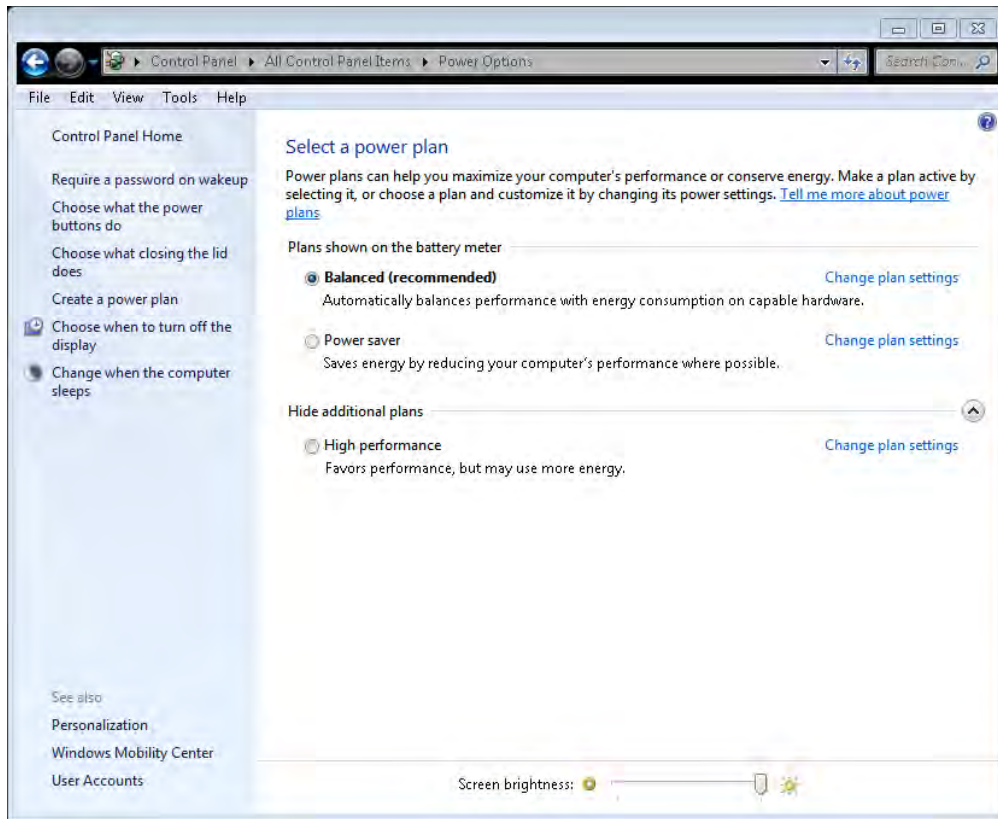 Control Panel ▸ All Control Panel Items ▸ Power Options
Search Con...
File Edit View Tools Help
Control Panel Home
Require a password on wakeup
Choose what the power
buttons do
Choose what closing the lid
does
Create a power plan
Choose when to turn off the
display
Change when the computer
sleeps
See also
Personalization
Windows Mobility Center
User Accounts
Select a power plan
Power plans can help you maximize your computer's performance or conserve energy. Make a plan active by
selecting it, or choose a plan and customize it by changing its power settings. Tell me more about power
plans
Plans shown on the battery meter
Balanced (recommended) Change plan settings
Automatically balances performance with energy consumption on capable hardware.
Power saver Change plan settings
Saves energy by reducing your computer's performance where possible.
Hide additional plans
High performance Change plan settings
Favors performance, but may use more energy.
Screen brightness: